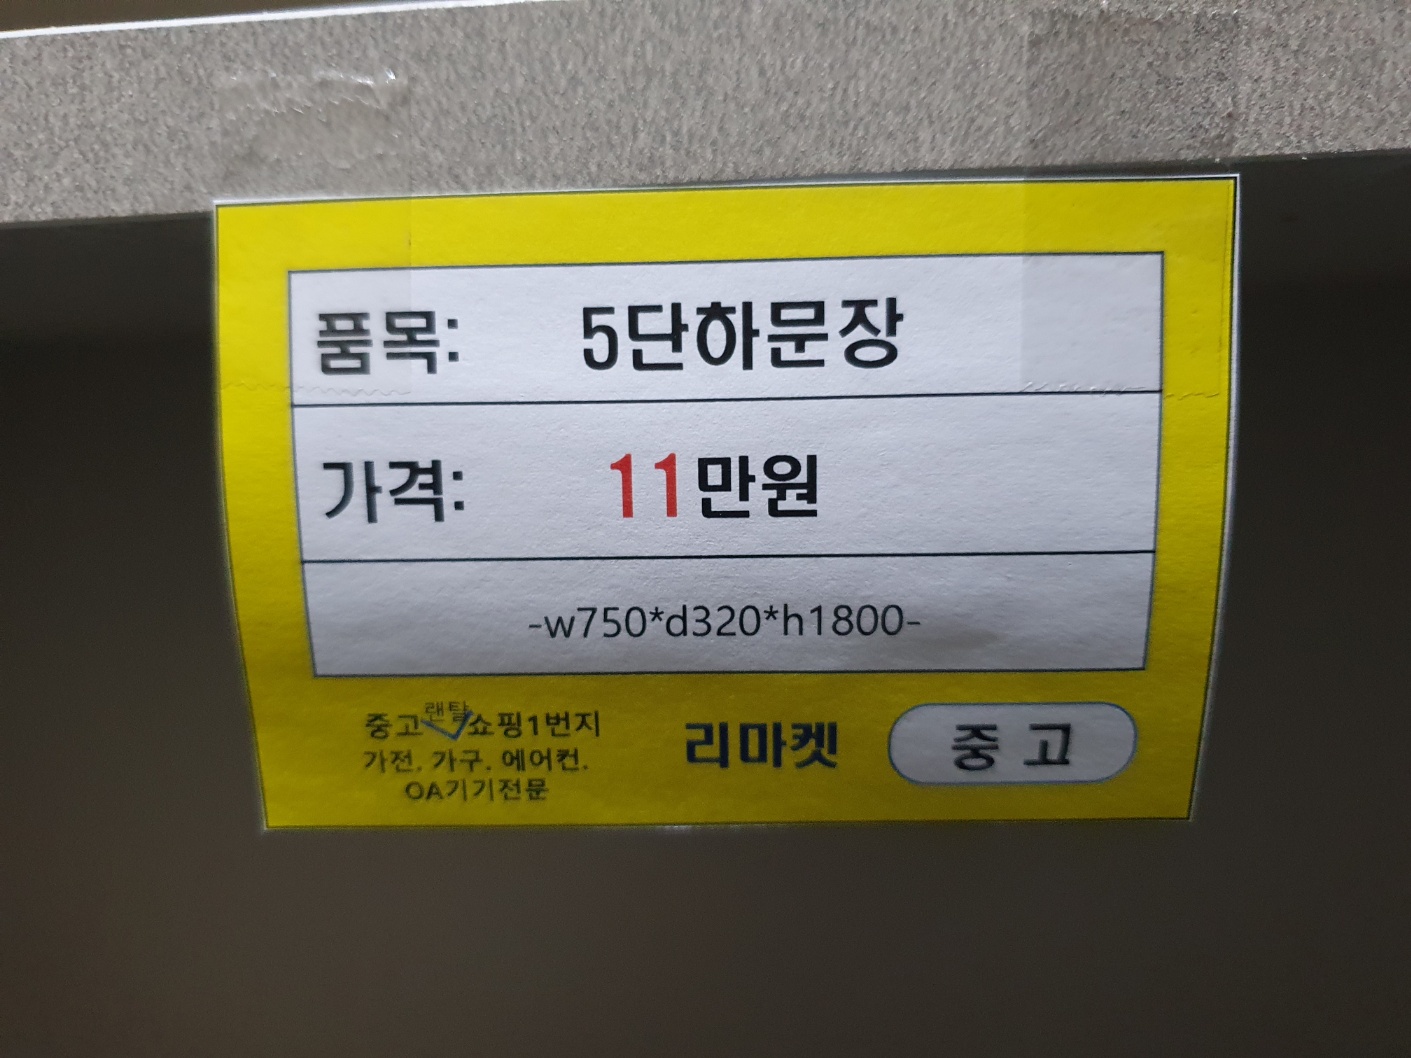 품목: 5단하문장
가격: 11만원
-w750*d320*h1800-
중고랜탈쇼핑1번지
가전. 가구. 에어컨.
OA기기전문
리마켓
중고